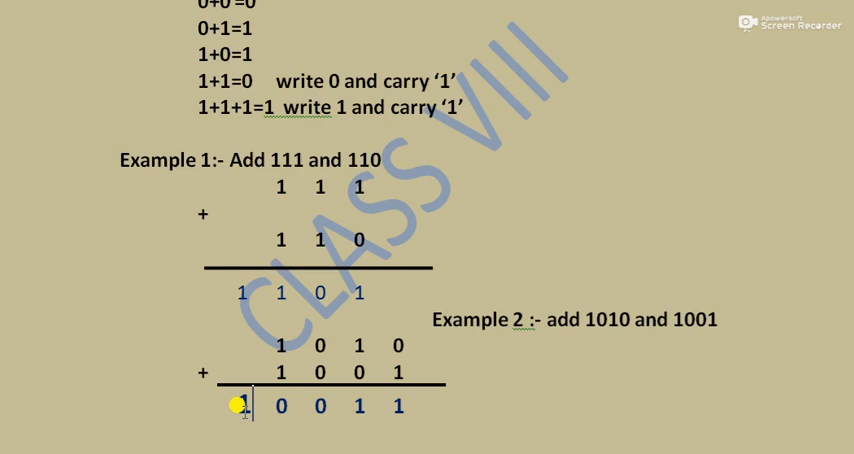 0+0=0
Apowersoft
Screen Recorder
0+1=1
1+0=1
1+1=0 write 0 and carry ‘1’
1+1+1=1 write 1 and carry ‘1’
CLASS VIII
Example 1:- Add 111 and 110
1 1 1
+
1 1 0
1 1 0 1
Example 2 :- add 1010 and 1001
1 0 1 0
+ 1 0 0 1
1 0 0 1 1